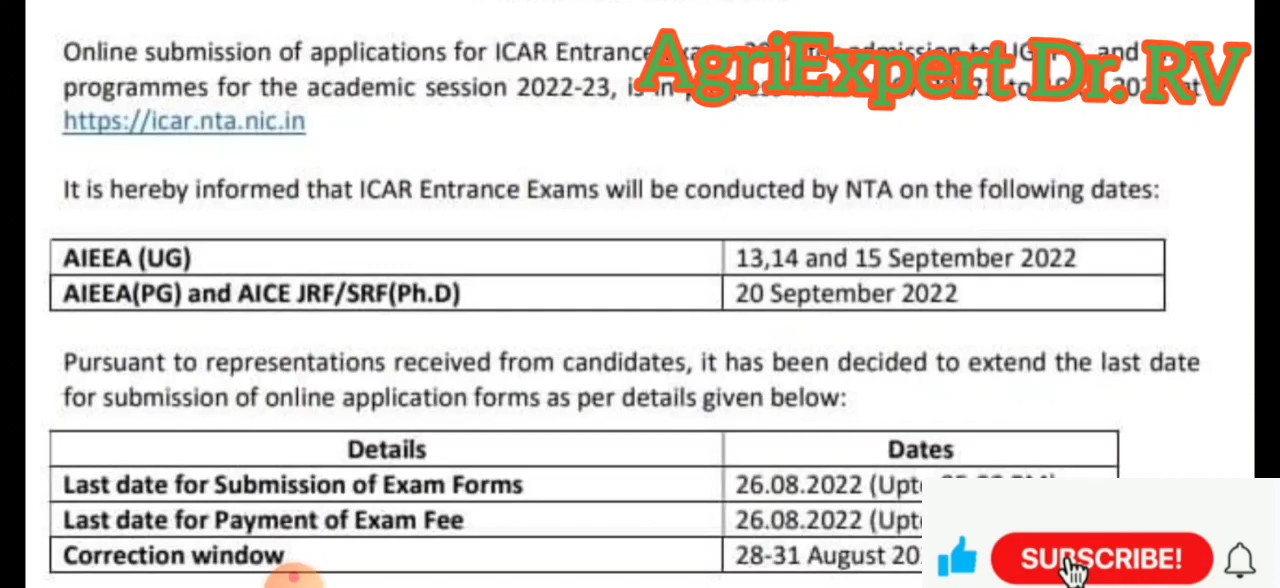 Online submission of applications for ICAR Entrance
AgriExpert Dr. RV
programmes for the academic session 2022-23, is in
https://icar.nta.nic.in
It is hereby informed that ICAR Entrance Exams will be conducted by NTA on the following dates:
AIEEA (UG) 13,14 and 15 September 2022
AIEEA(PG) and AICE JRF/SRF(Ph.D) 20 September 2022
Pursuant to representations received from candidates, it has been decided to extend the last date
for submission of online application forms as per details given below:
Details Dates
Last date for Submission of Exam Forms 26.08.2022
Last date for Payment of Exam Fee 26.08.2022
Correction window 28-31 August
SUBSCRIBE!